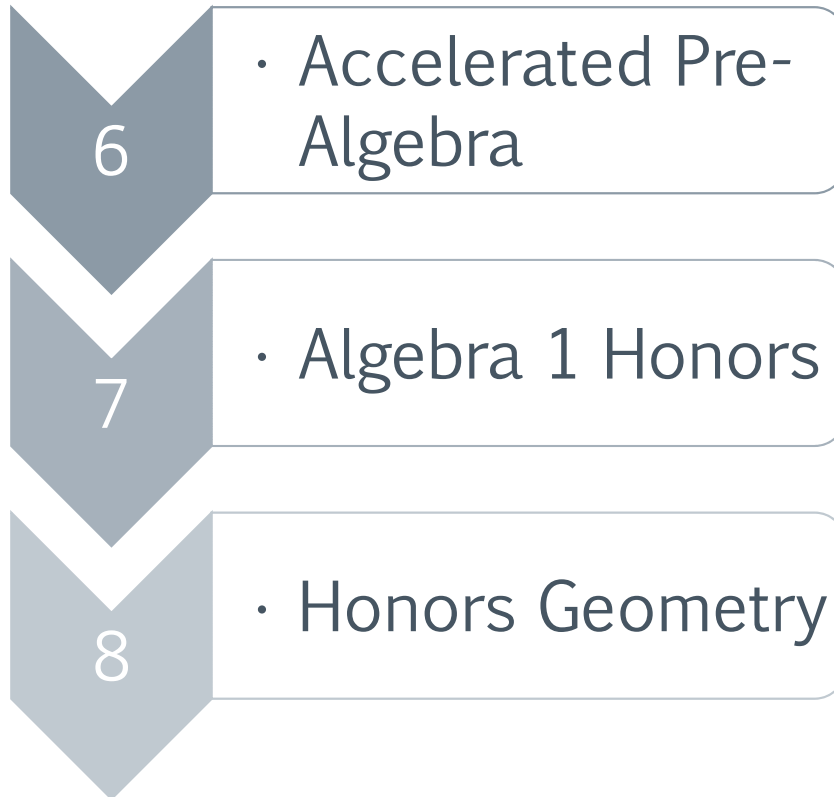 6
· Accelerated Pre-
Algebra
7
· Algebra 1 Honors
8
· Honors Geometry